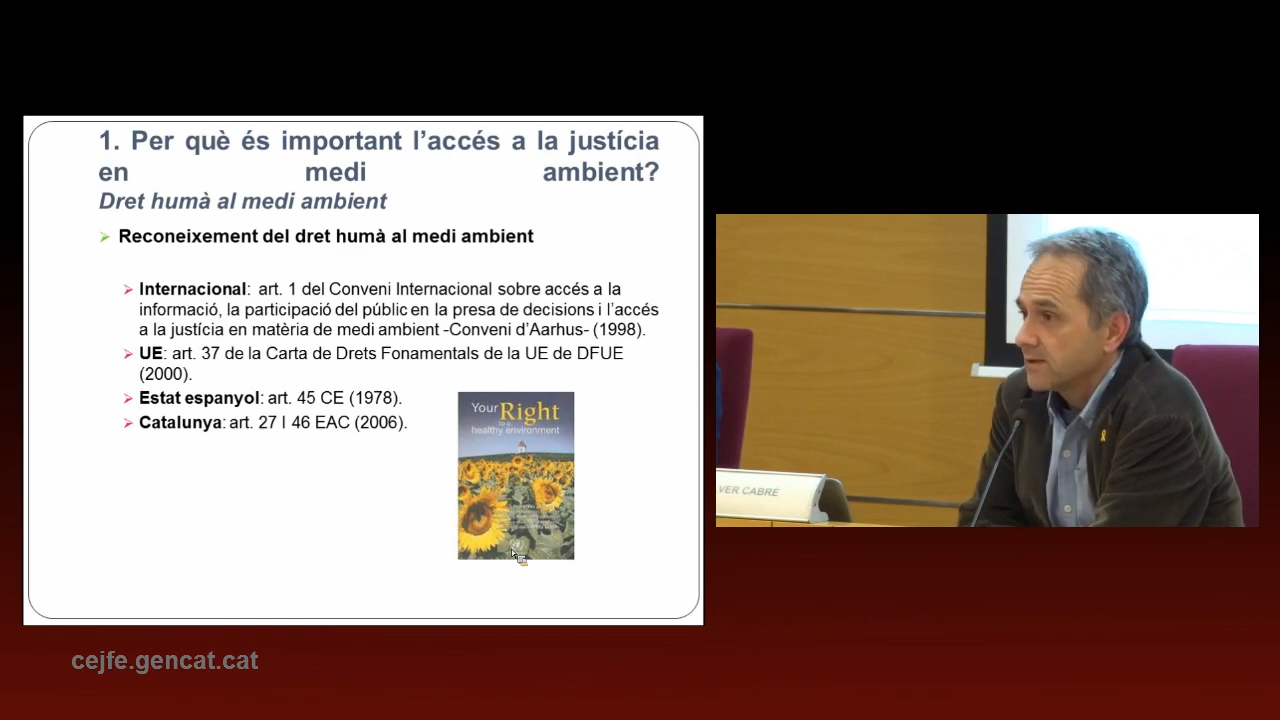 1. Per què és important l'accés a la justícia
en medi ambient?
Dret humà al medi ambient
Reconeixement del dret humà al medi ambient
Internacional: art. 1 del Conveni Internacional sobre accés a la
informació, la participació del públic en la presa de decisions i l'accés
a la justícia en matèria de medi ambient -Conveni d'Aarhus- (1998).
UE: art. 37 de la Carta de Drets Fonamentals de la UE de DFUE
(2000).
Estat espanyol: art. 45 CE (1978).
Catalunya: art. 27 I 46 EAC (2006).
Your Right
to a
healthy environment
VER CABRE
cejfe.gencat.cat